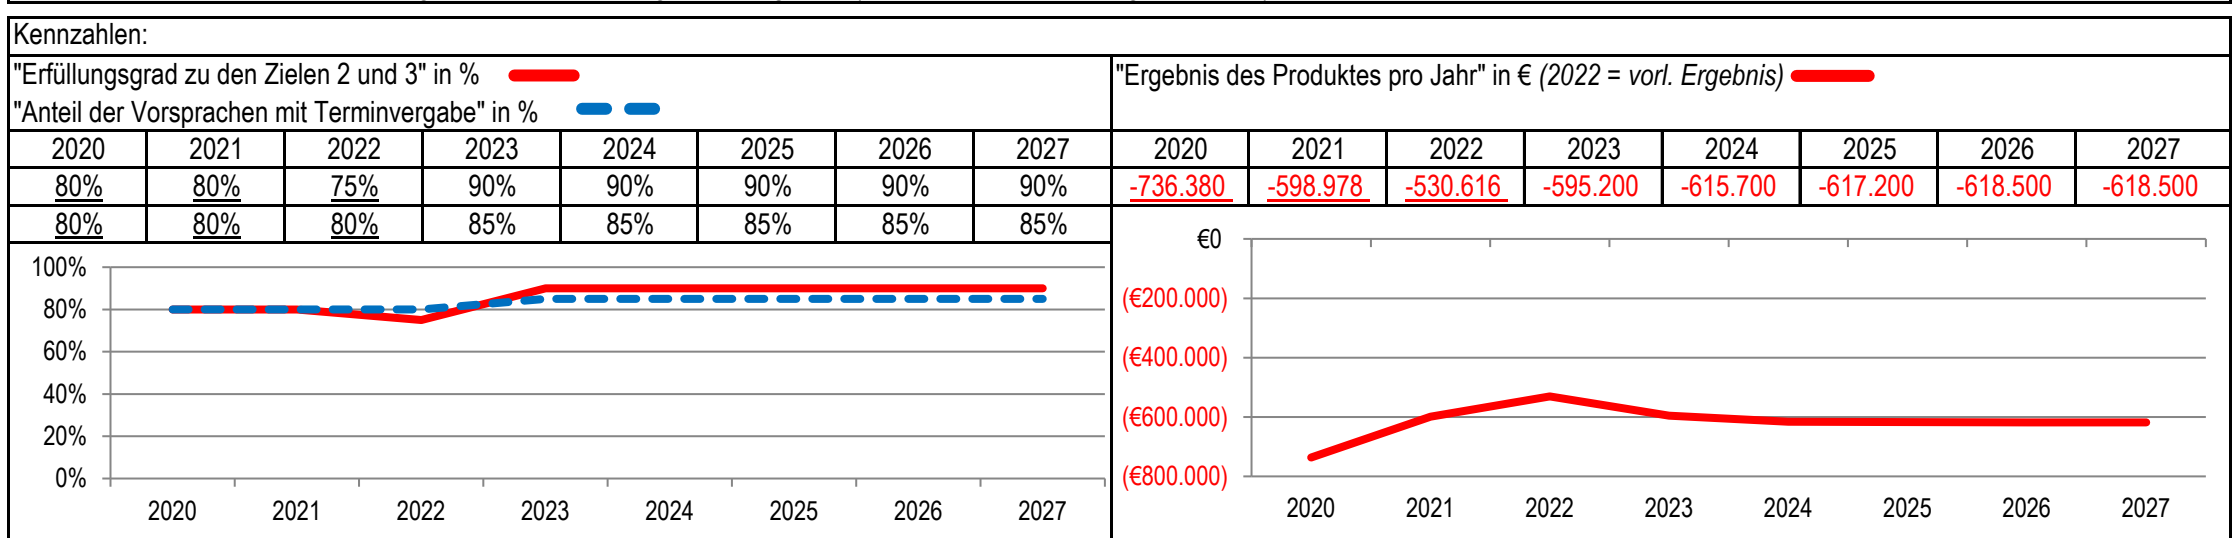 Kennzahlen:
"Erfüllungsgrad zu den Zielen 2 und 3" in %
"Anteil der Vorsprachen mit Terminvergabe" in %
"Ergebnis des Produktes pro Jahr" in € (2022 = vorl. Ergebnis)
2020 2021 2022 2023 2024 2025 2026 2027
80% 80% 75% 90% 90% 90% 90% 90%
80% 80% 80% 85% 85% 85% 85% 85%
2020 2021 2022 2023 2024 2025 2026 2027
-736.380 -598.978 -530.616 -595.200 -615.700 -617.200 -618.500 -618.500
100%
80%
60%
40%
20%
0%
2020 2021 2022 2023 2024 2025 2026 2027
€0
(€200.000)
(€400.000)
(€600.000)
(€800.000)
2020 2021 2022 2023 2024 2025 2026 2027